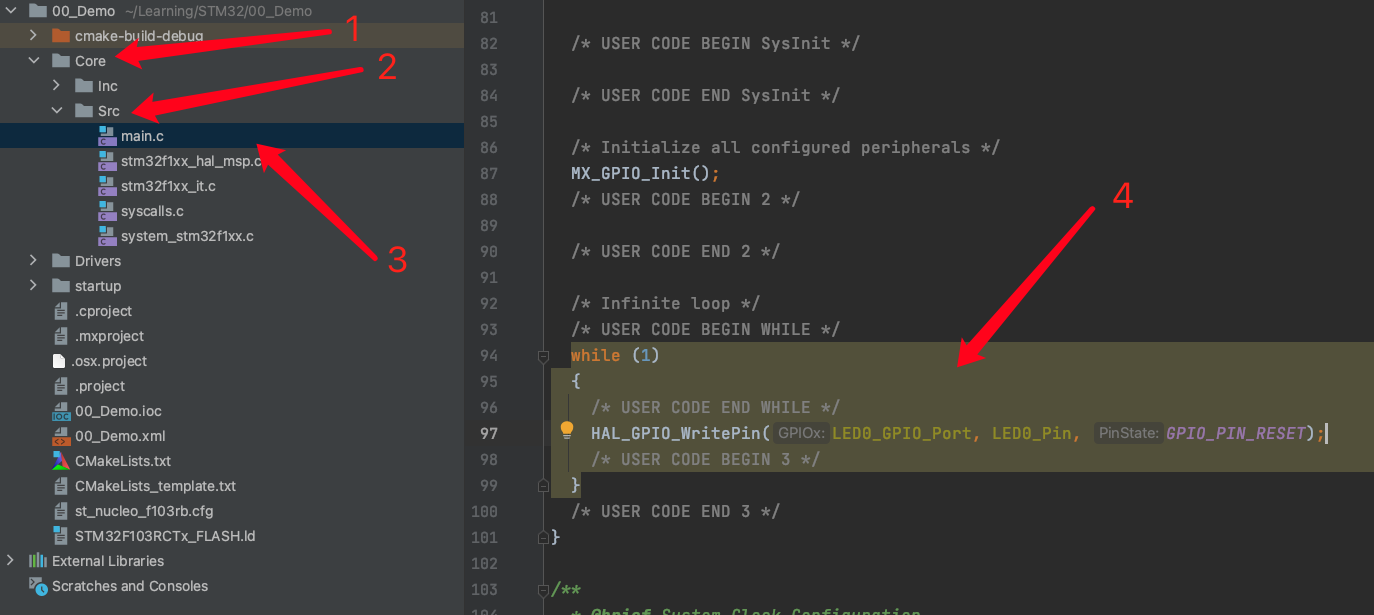 00_Demo ~/Learning/STM32/00_Demo
cmake-build-debug
1
Core
2
Inc
Src
main.c
stm32f1xx_hal_msp.c
stm32f1xx_it.c
syscalls.c
system_stm32f1xx.c
3
Drivers
startup
.cproject
.mxproject
.osx.project
.project
00_Demo.ioc
00_Demo.xml
CMakeLists.txt
CMakeLists_template.txt
st_nucleo_f103rb.cfg
STM32F103RCTx_FLASH.ld
External Libraries
Scratches and Consoles
81
82 /* USER CODE BEGIN SysInit */
83
84 /* USER CODE END SysInit */
85
86 /* Initialize all configured peripherals */
87 MX_GPIO_Init();
88 /* USER CODE BEGIN 2 */
89
90 /* USER CODE END 2 */
91
92 /* Infinite loop */
93 /* USER CODE BEGIN WHILE */
94 while (1)
95 {
96 /* USER CODE END WHILE */
97 HAL_GPIO_WritePin( GPIOx: LED0_GPIO_Port, LED0_Pin, PinState: GPIO_PIN_RESET);
98 /* USER CODE BEGIN 3 */
99 }
100 /* USER CODE END 3 */
101 }
102
103 /**
4